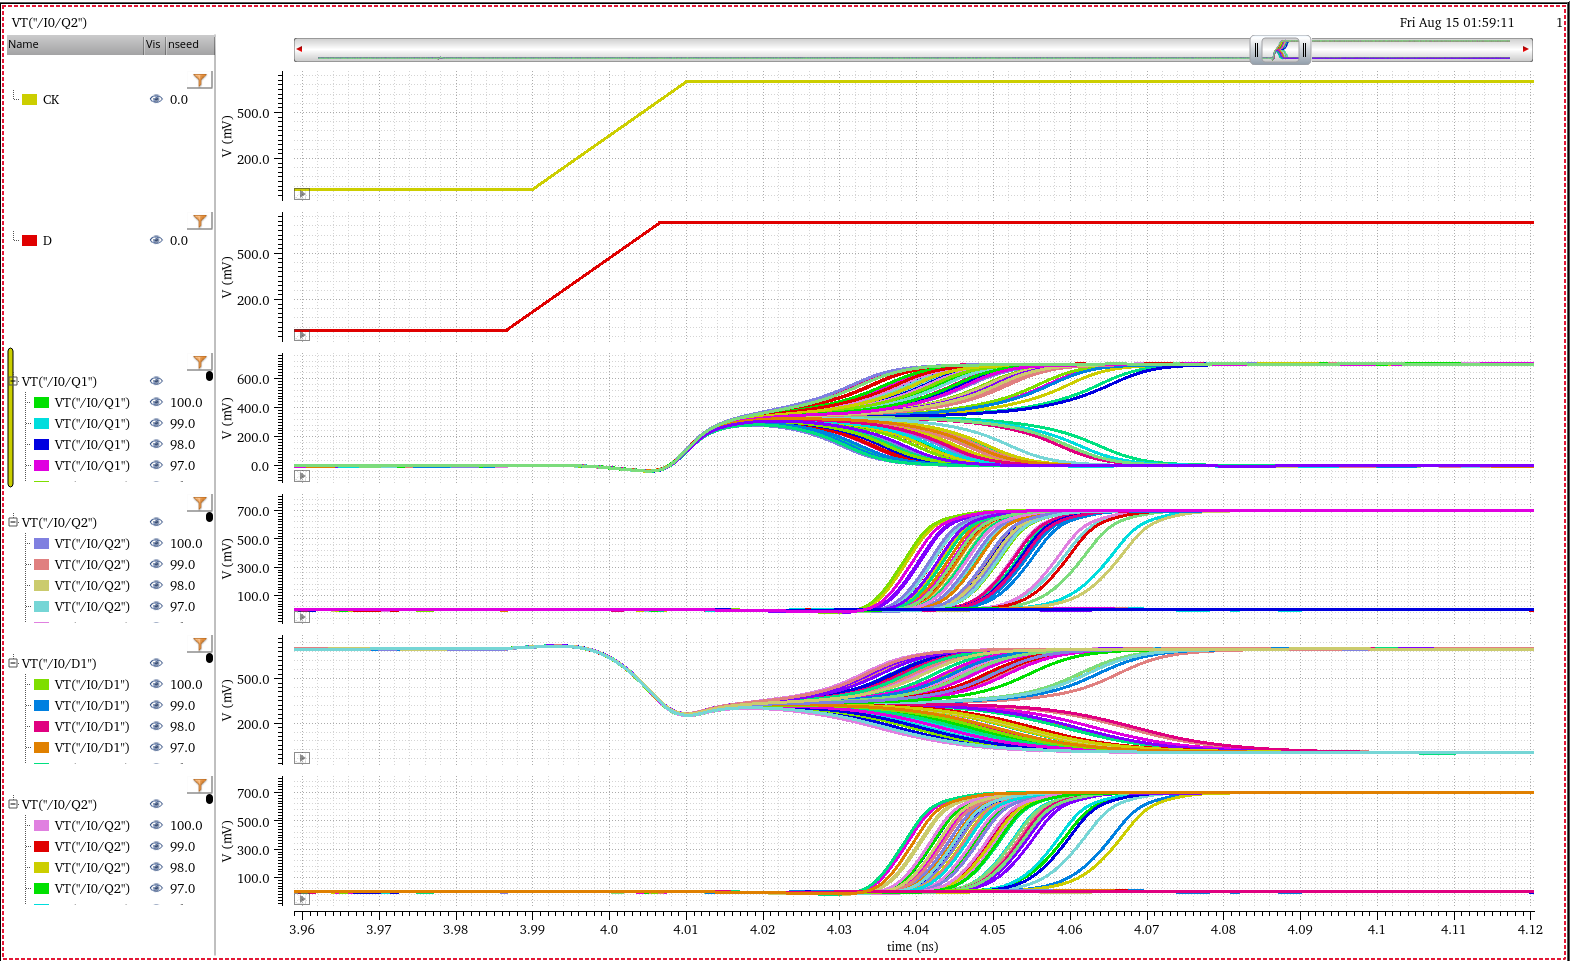 VT("/I0/Q2")
Fri Aug 15 01:59:11 1
Name Vis nseed
CK 0.0
V (mV)
500.0
200.0
D 0.0
V (mV)
500.0
200.0
VT("/I0/Q1")
VT("/I0/Q1") 100.0
VT("/I0/Q1") 99.0
VT("/I0/Q1") 98.0
VT("/I0/Q1") 97.0
V (mV)
600.0
400.0
200.0
0.0
VT("/I0/Q2")
VT("/I0/Q2") 100.0
VT("/I0/Q2") 99.0
VT("/I0/Q2") 98.0
VT("/I0/Q2") 97.0
V (mV)
700.0
500.0
300.0
100.0
VT("/I0/D1")
VT("/I0/D1") 100.0
VT("/I0/D1") 99.0
VT("/I0/D1") 98.0
VT("/I0/D1") 97.0
V (mV)
500.0
200.0
VT("/I0/Q2")
VT("/I0/Q2") 100.0
VT("/I0/Q2") 99.0
VT("/I0/Q2") 98.0
VT("/I0/Q2") 97.0
V (mV)
700.0
500.0
300.0
100.0
3.96 3.97 3.98 3.99 4.0 4.01 4.02 4.03 4.04 4.05 4.06 4.07 4.08 4.09 4.1 4.11 4.12
time (ns)